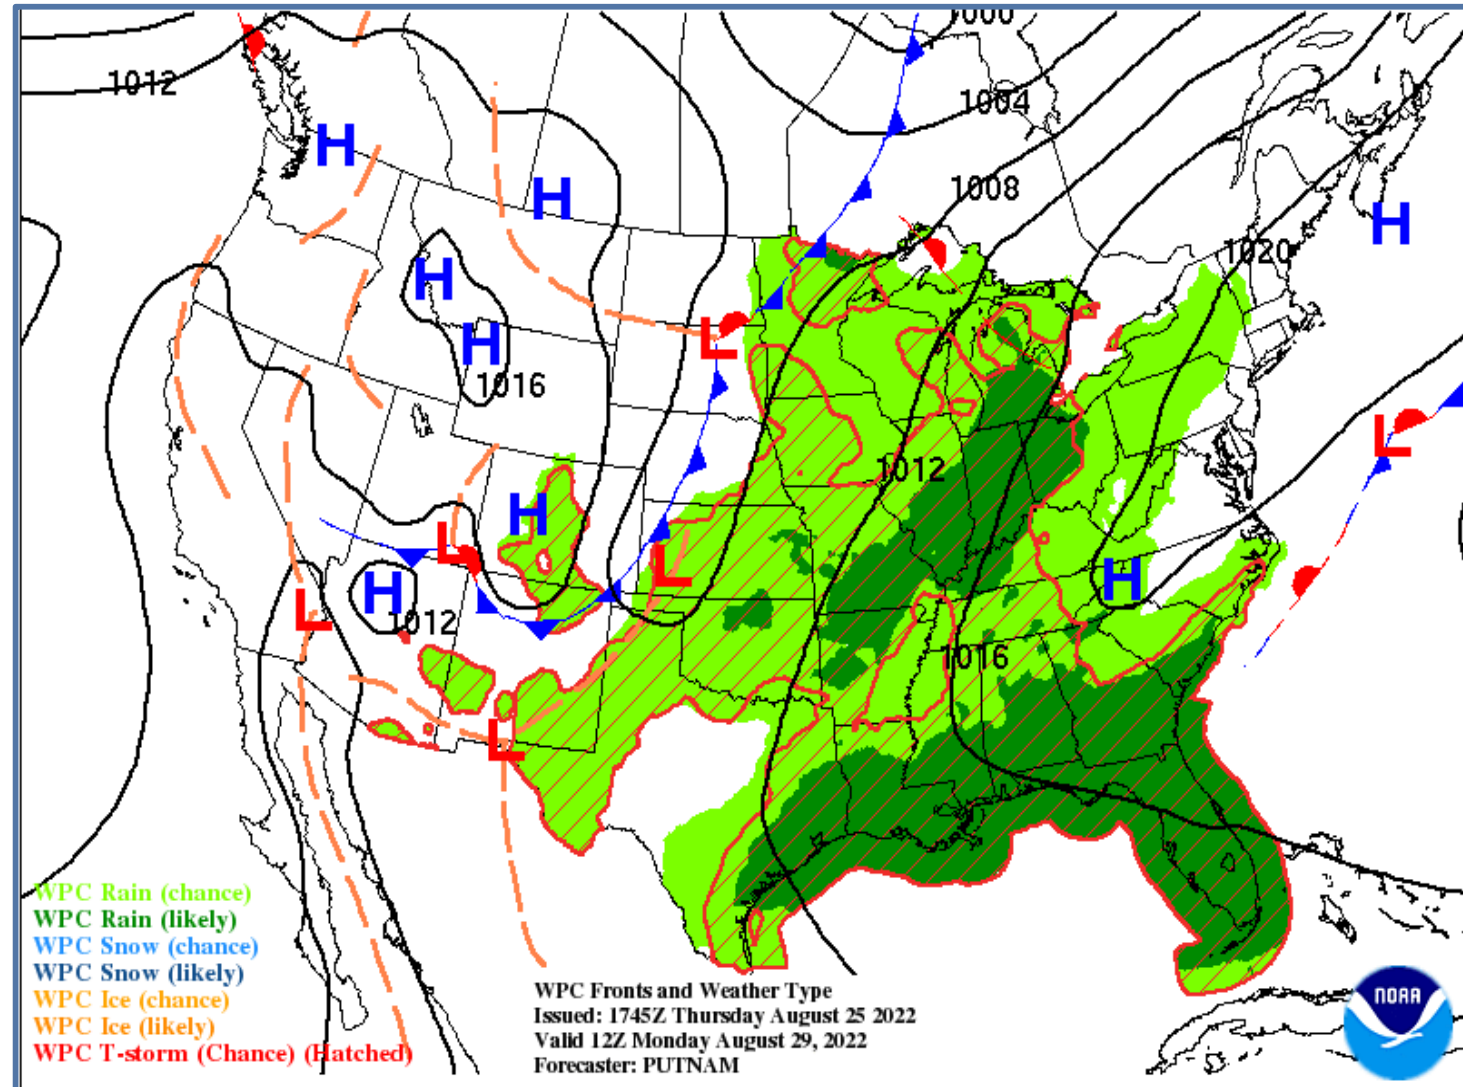 1000
1012
1004
H
1008
H
H
1020
H
H
L
1016
L
1012
H
L
L
H
H
L
1012
1016
L
WPC Rain (chance)
WPC Rain (likely)
WPC Snow (chance)
WPC Snow (likely)
WPC Ice (chance)
WPC Ice (likely)
WPC T-storm (Chance) (Hatched)
WPC Fronts and Weather Type
Issued: 1745Z Thursday August 25 2022
Valid 12Z Monday August 29, 2022
Forecaster: PUTNAM
NOAA